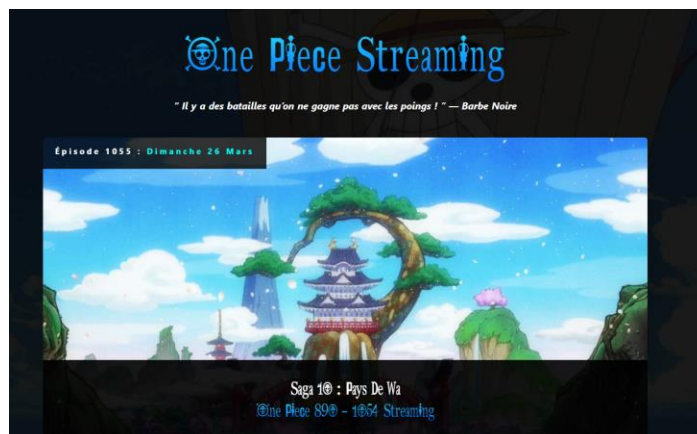 One Piece Streaming
" Il y a des batailles qu'on ne gagne pas avec les poings ! " — Barbe Noire
Épisode 1055 : Dimanche 26 Mars
Saga 10 : Pays De Wa
One Piece 890 - 1054 Streaming